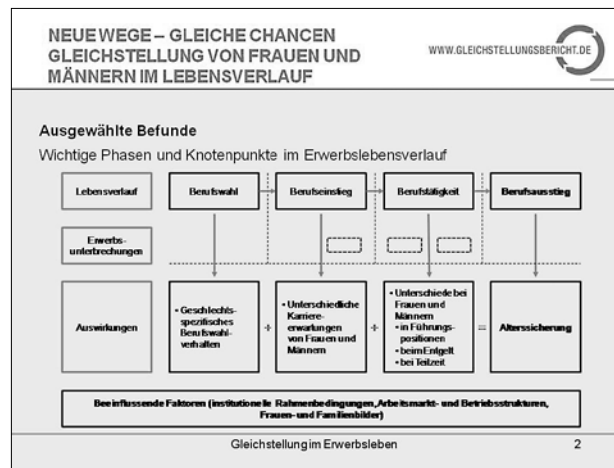 NEUE WEGE – GLEICHE CHANCEN
GLEICHSTELLUNG VON FRAUEN UND
MÄNNERN IM LEBENSVERLAUF
WWW.GLEICHSTELLUNGSBERICHT.DE
Ausgewählte Befunde
Wichtige Phasen und Knotenpunkte im Erwerbslebensverlauf
Lebensverlauf
Berufswahl
Berufseinstieg
Berufstätigkeit
Berufsausstieg
Erwerbs-
unterbrechungen
Auswirkungen
• Geschlechts-
spezifisches
Berufswahl-
verhalten
+
• Unterschiedliche
Karriere-
erwartungen
von Frauen und
Männern
+
• Unterschiede bei
Frauen und
Männern
• in Führungs-
positionen
• beim Entgelt
• bei Teilzeit
=
Alterssicherung
Beeinflussende Faktoren (institutionelle Rahmenbedingungen, Arbeitsmarkt- und Betriebsstrukturen,
Frauen- und Familienbilder)
Gleichstellung im Erwerbsleben
2